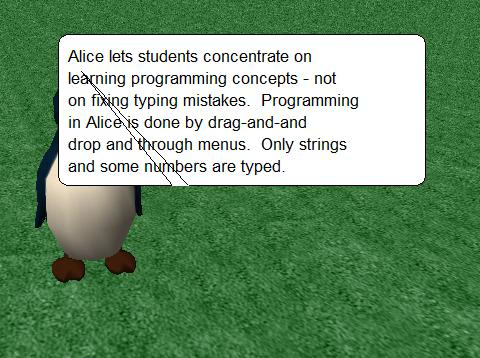 Alice lets students concentrate on
learning programming concepts - not
on fixing typing mistakes.  Programming
in Alice is done by drag-and-and
drop and through menus.  Only strings
and some numbers are typed.